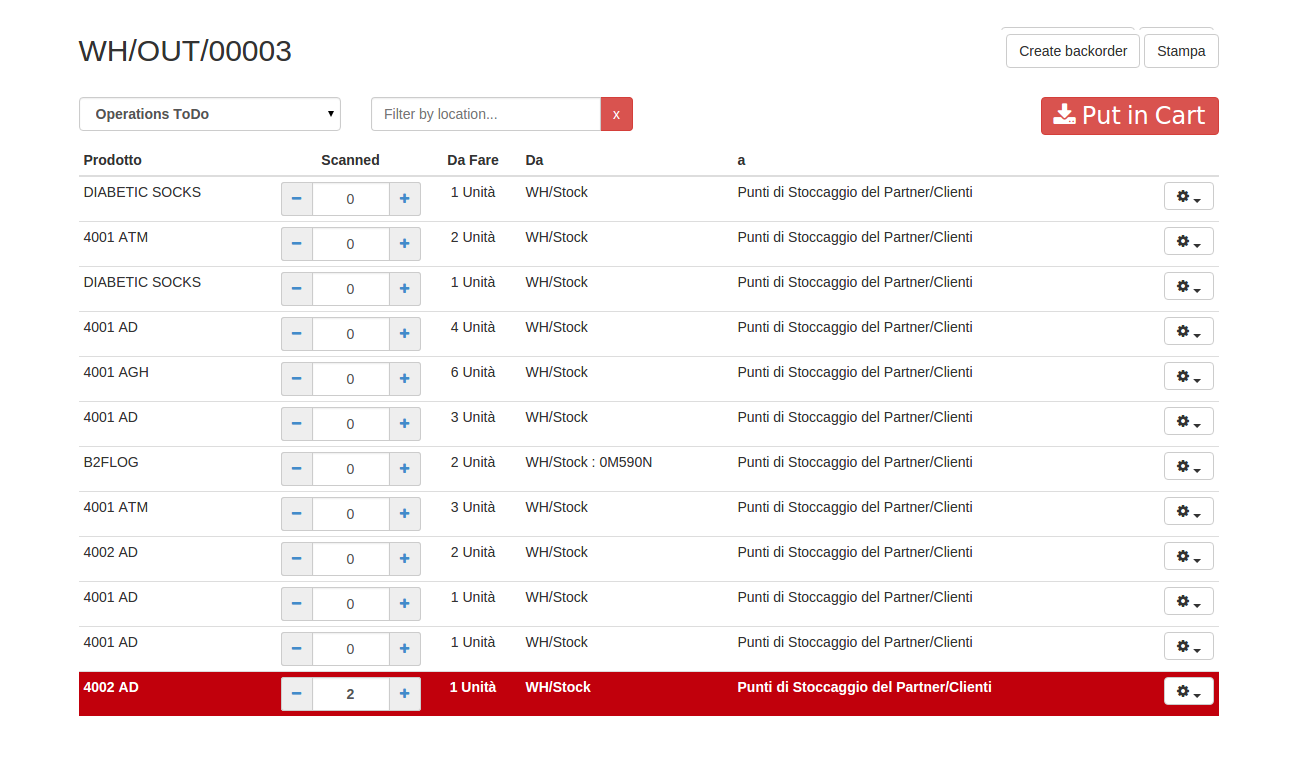 WH/OUT/00003
Create backorder Stampa
Operations ToDo Filter by location... x Put in Cart
Prodotto Scanned Da Fare Da a
DIABETIC SOCKS 0 1 Unità WH/Stock Punti di Stoccaggio del Partner/Clienti
4001 ATM 0 2 Unità WH/Stock Punti di Stoccaggio del Partner/Clienti
DIABETIC SOCKS 0 1 Unità WH/Stock Punti di Stoccaggio del Partner/Clienti
4001 AD 0 4 Unità WH/Stock Punti di Stoccaggio del Partner/Clienti
4001 AGH 0 6 Unità WH/Stock Punti di Stoccaggio del Partner/Clienti
4001 AD 0 3 Unità WH/Stock Punti di Stoccaggio del Partner/Clienti
B2FLOG 0 2 Unità WH/Stock : 0M590N Punti di Stoccaggio del Partner/Clienti
4001 ATM 0 3 Unità WH/Stock Punti di Stoccaggio del Partner/Clienti
4002 AD 0 2 Unità WH/Stock Punti di Stoccaggio del Partner/Clienti
4001 AD 0 1 Unità WH/Stock Punti di Stoccaggio del Partner/Clienti
4001 AD 0 1 Unità WH/Stock Punti di Stoccaggio del Partner/Clienti
4002 AD 2 1 Unità WH/Stock Punti di Stoccaggio del Partner/Clienti